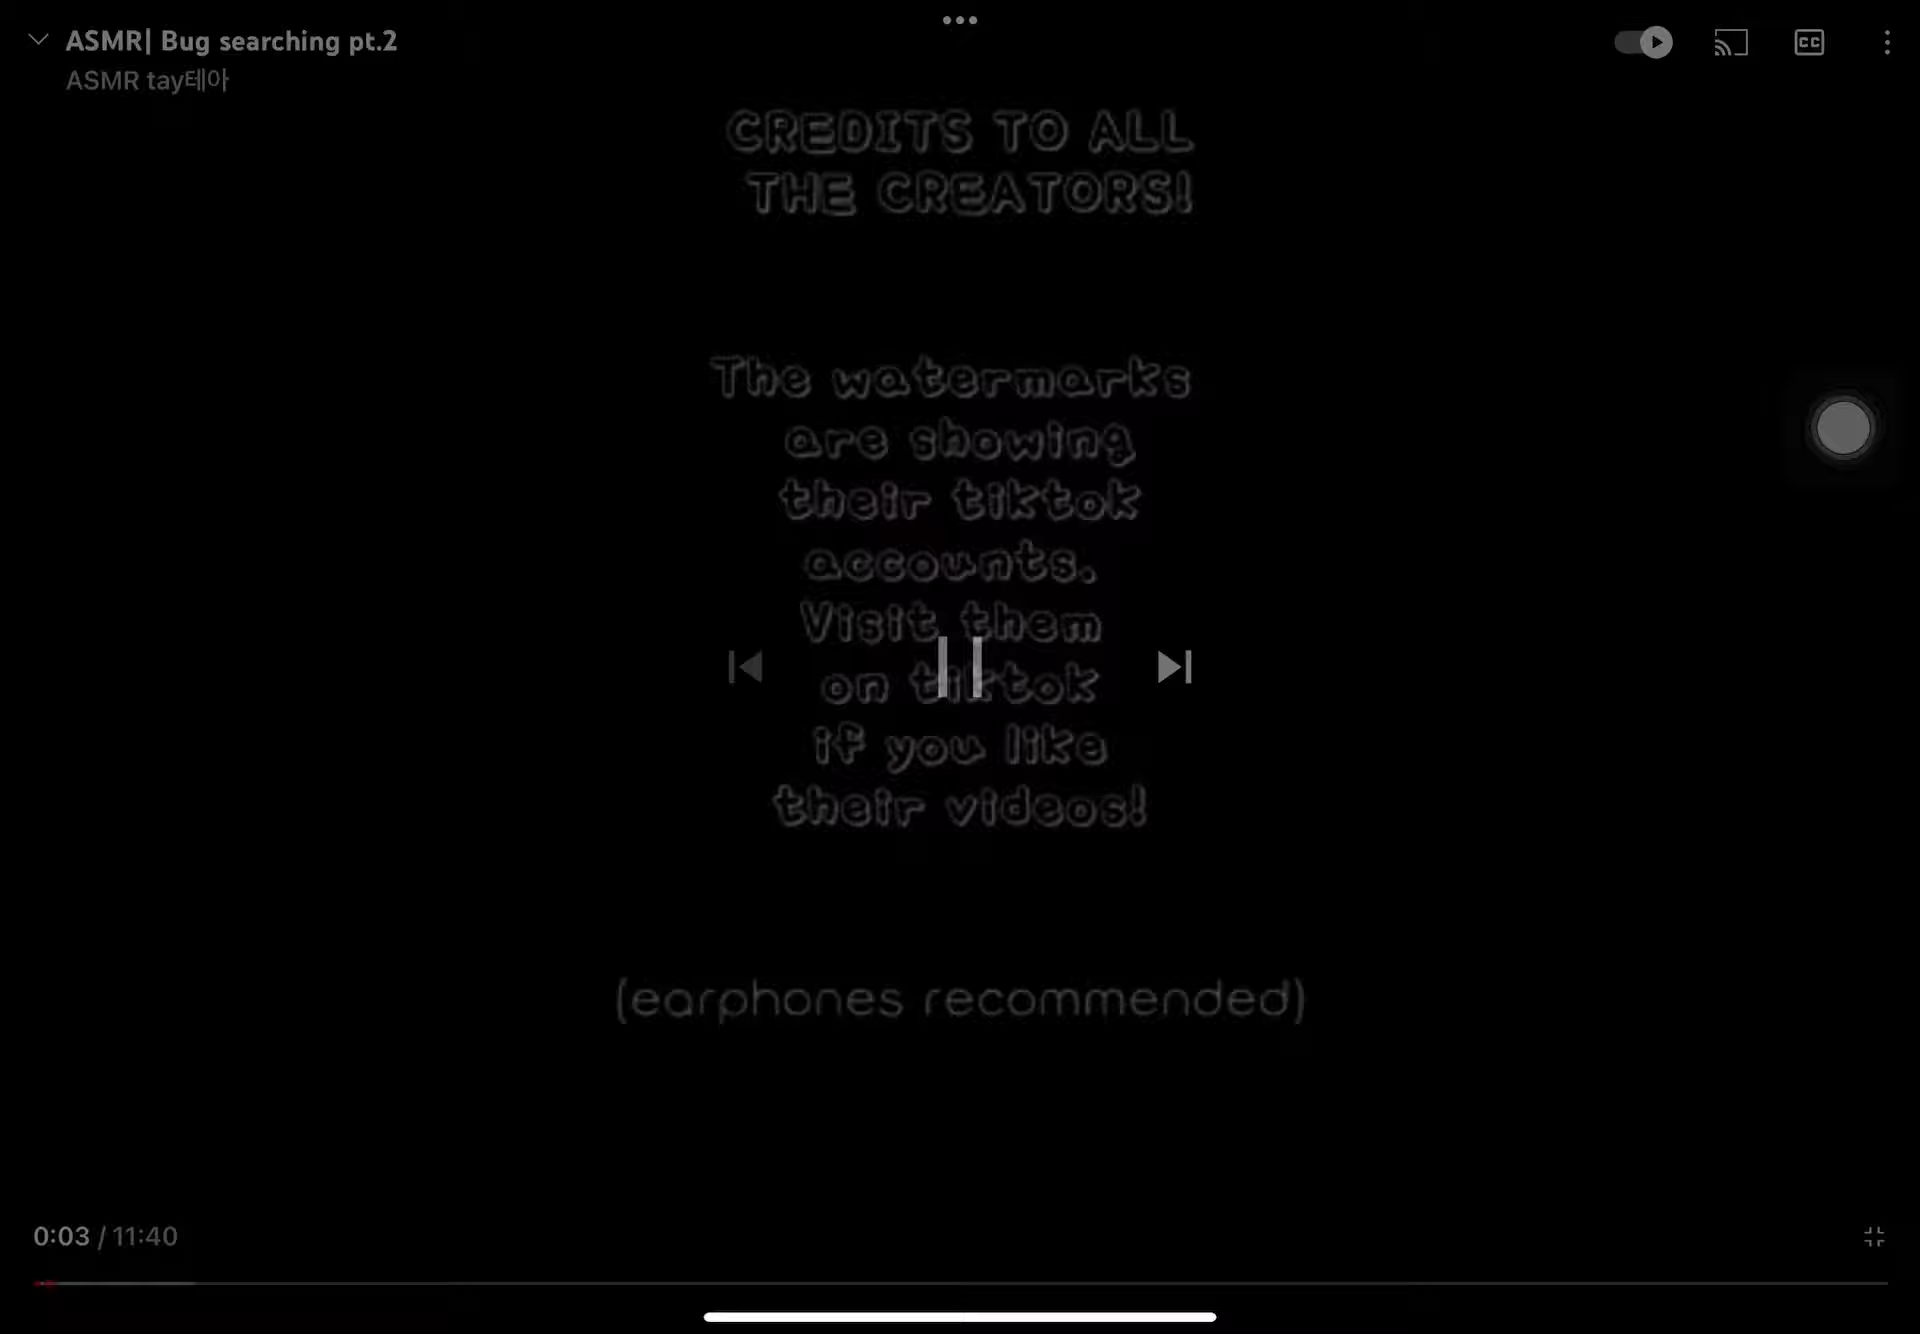 ASMR| Bug searching pt.2
ASMR tay테아
CREDITS TO ALL
THE CREATORS!
The watermarks
are showing
their tiktok
accounts.
Visit them
on tiktok
if you like
their videos!
(earphones recommended)
0:03 / 11:40
CC